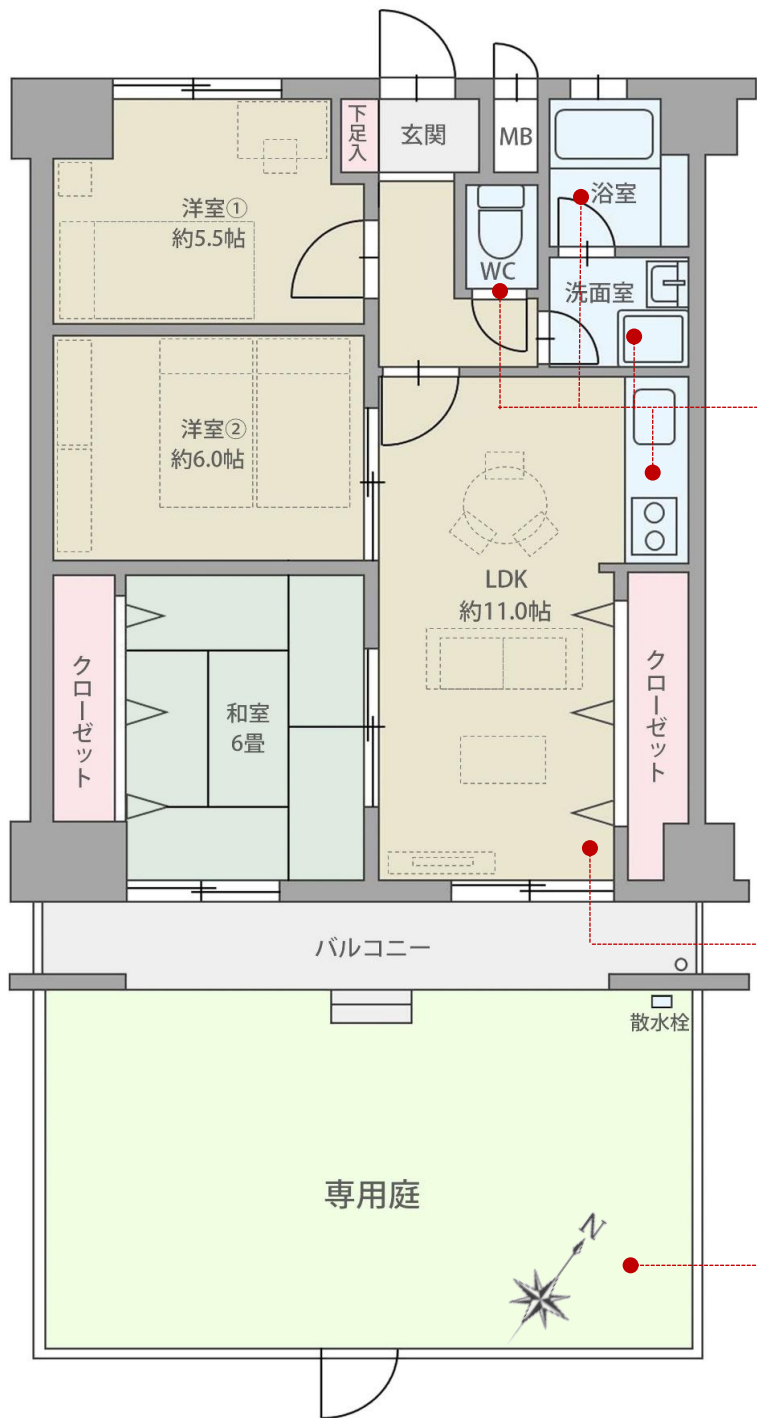 下足入
玄関
MB
浴室
洋室①
約5.5帖
WC
洗面室
洋室②
約6.0帖
LDK
約11.0帖
クローゼット
和室
6畳
クローゼット
バルコニー
散水栓
専用庭
N